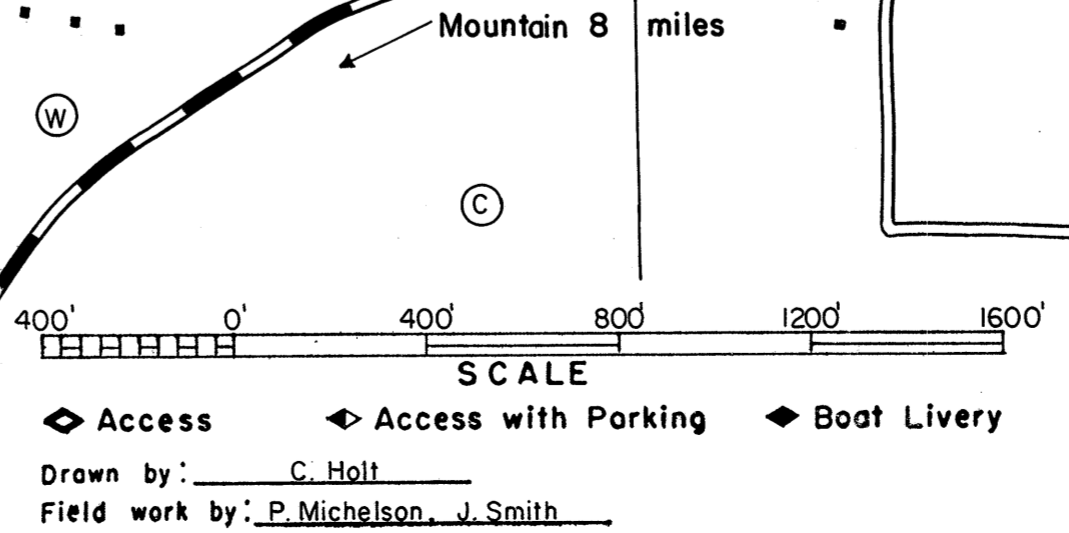 Mountain 8 miles
W
C
400' 0' 400' 800' 1200' 1600'
SCALE
Access Access with Parking Boat Livery
Drawn by: C. Holt
Field work by: P. Michelson, J. Smith